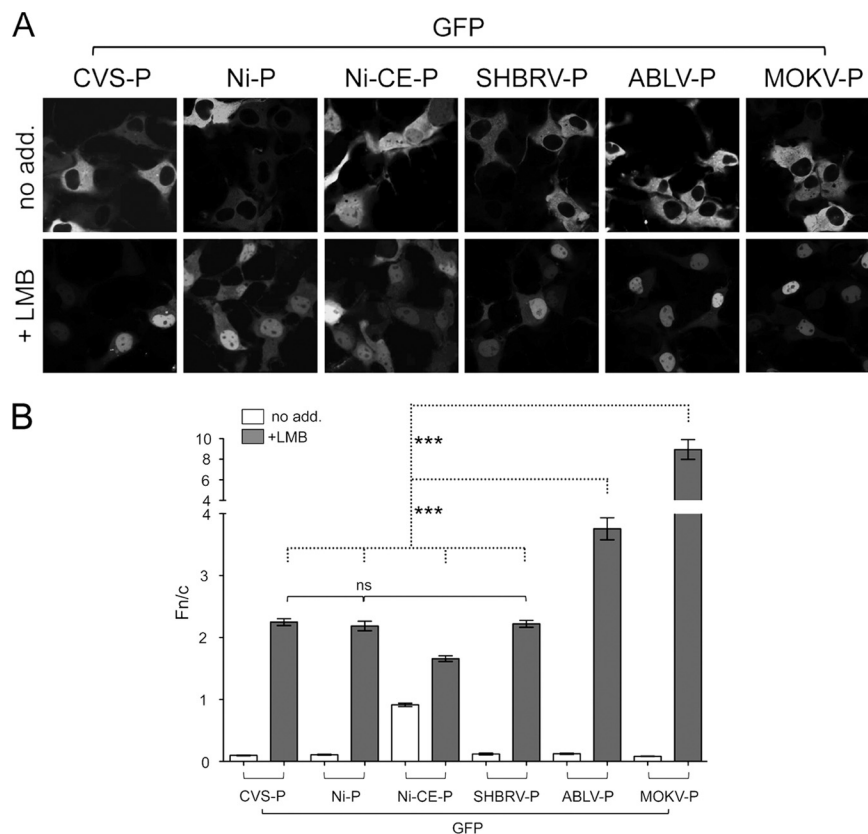 A
GFP
CVS-P Ni-P Ni-CE-P SHBRV-P ABLV-P MOKV-P
no add.
+ LMB
B
no add.
+LMB
***
***
ns
Fn/c
10
8
6
4
4
3
2
1
0
CVS-P Ni-P Ni-CE-P SHBRV-P ABLV-P MOKV-P
GFP